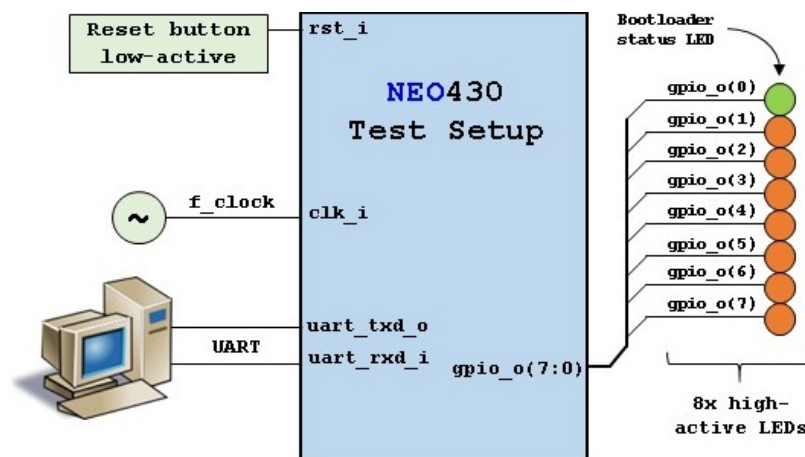 Reset button
low-active
rst_i
NEO430
Test Setup
Bootloader
status LED
gpio_o(0)
gpio_o(1)
gpio_o(2)
gpio_o(3)
gpio_o(4)
gpio_o(5)
gpio_o(6)
gpio_o(7)
~
f_clock
clk_i
uart_txd_o
UART
uart_rxd_i
gpio_o(7:0)
8x high-
active LEDs